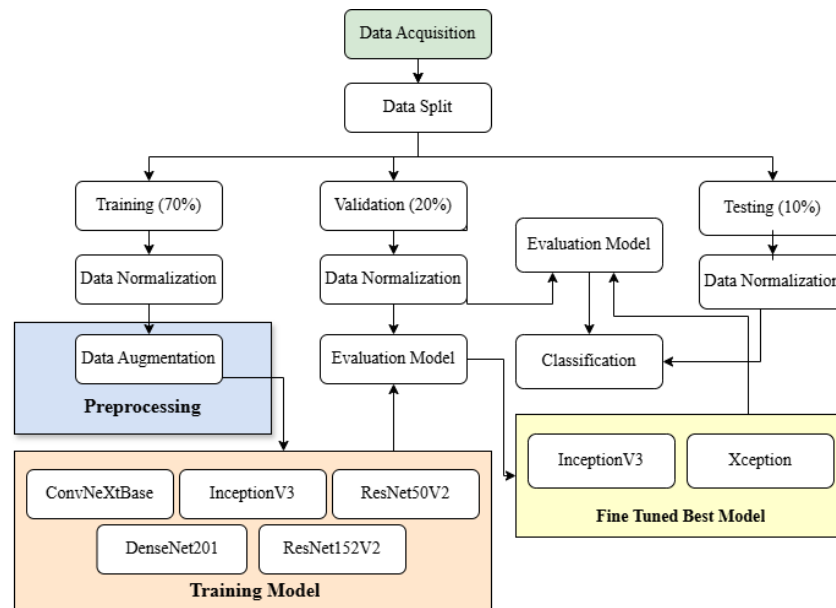 Data Acquisition
Data Split
Training (70%)
Validation (20%)
Testing (10%)
Evaluation Model
Data Normalization
Data Normalization
Data Normalization
Data Augmentation
Evaluation Model
Classification
Preprocessing
InceptionV3
Xception
Fine Tuned Best Model
ConvNeXtBase
InceptionV3
ResNet50V2
DenseNet201
ResNet152V2
Training Model